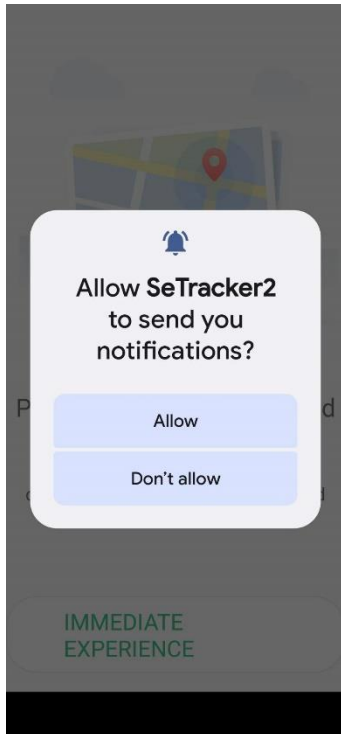 Allow SeTracker2
to send you
notifications?
Allow
Don't allow
IMMEDIATE
EXPERIENCE